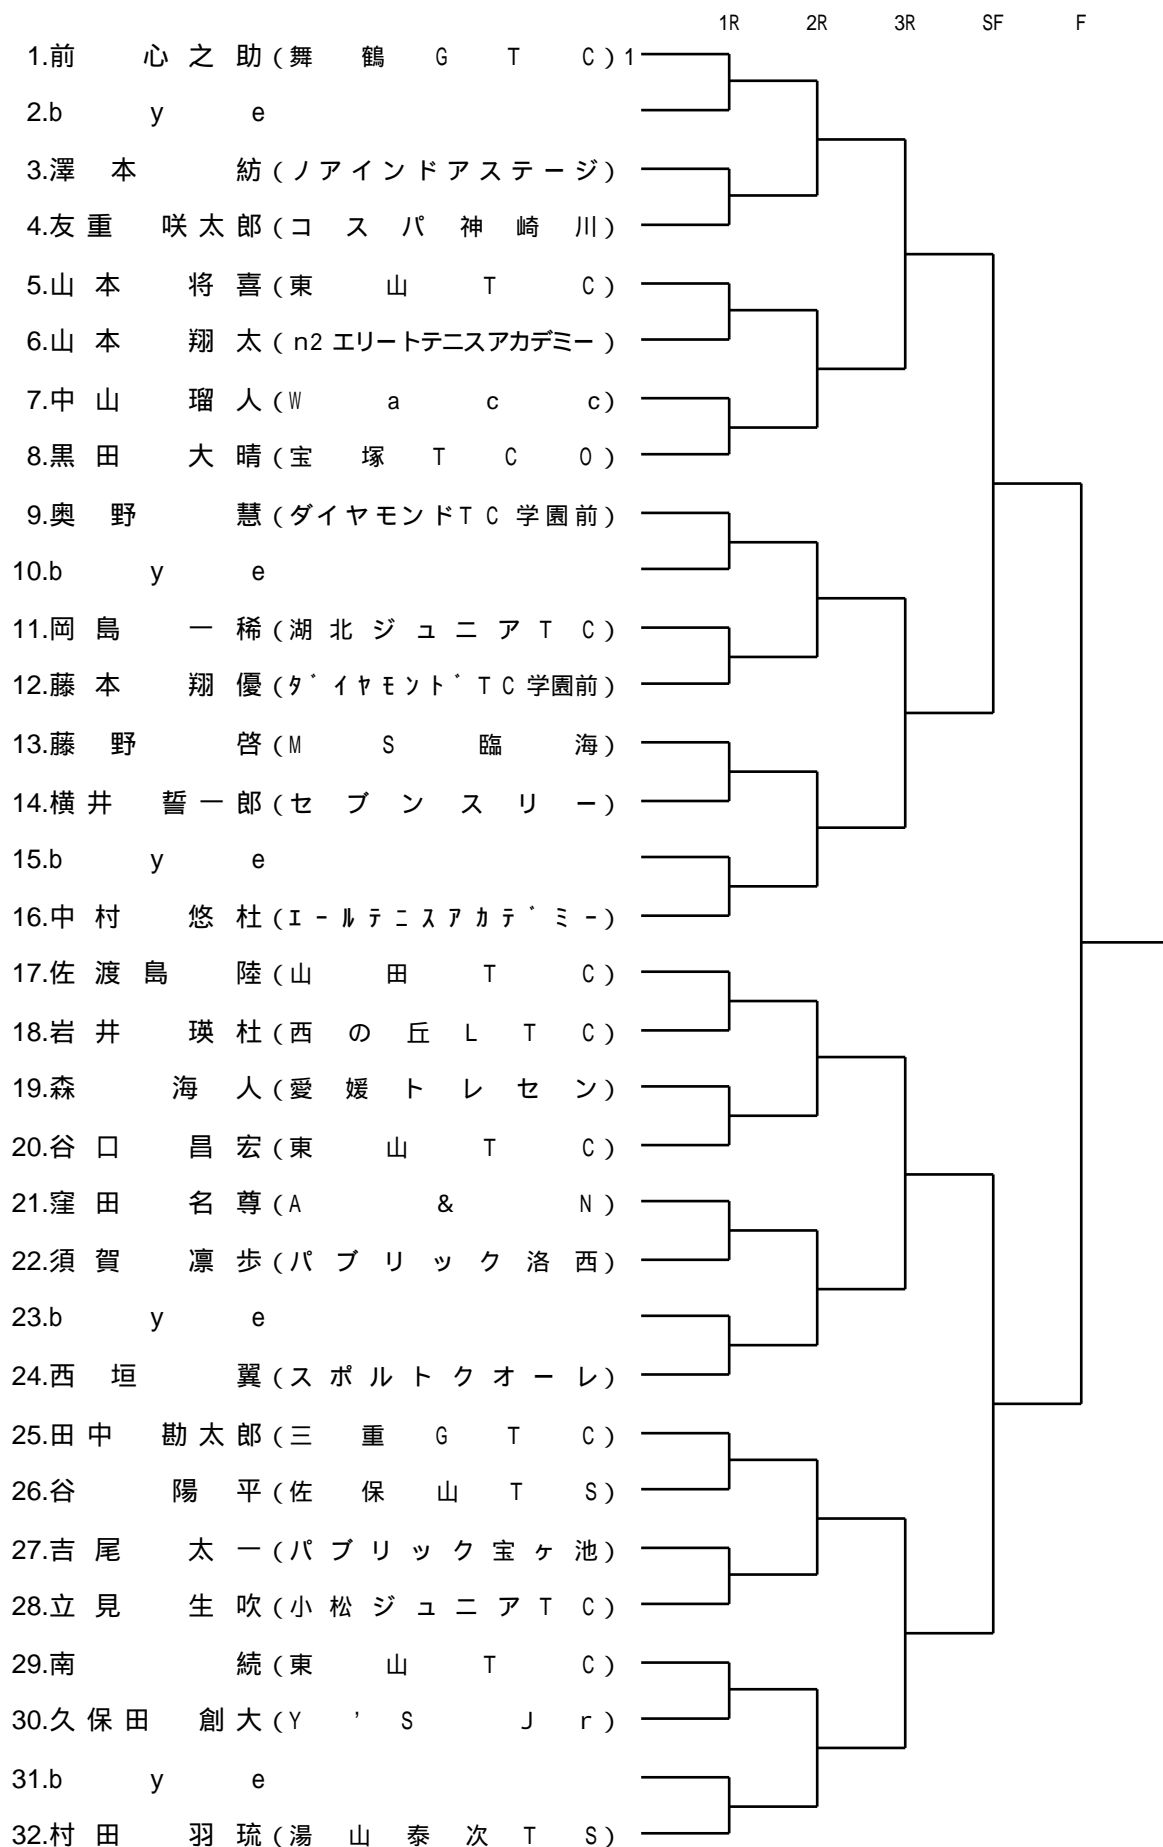 1R 2R 3R SF F
1.前 心之助(舞鶴GTC)1
2.bye
3.澤本 紡(ノアインドアステージ)
4.友重 咲太郎(コスパ神崎川)
5.山本 将喜(東山TC)
6.山本 翔太(n2エリートテニスアカデミー)
7.中山 瑠人(Wacc)
8.黒田 大晴(宝塚TCO)
9.奥野 慧(ダイヤモンドTC学園前)
10.bye
11.岡島 一稀(湖北ジュニアTC)
12.藤本 翔優(ﾀﾞｲﾔﾓﾝﾄﾞTC学園前)
13.藤野 啓(MS臨海)
14.横井 誓一郎(セブンスリー)
15.bye
16.中村 悠杜(ｴｰﾙﾃﾆｽｱｶﾃﾞﾐｰ)
17.佐渡島 陸(山田TC)
18.岩井 瑛杜(西の丘LTC)
19.森 海人(愛媛トレセン)
20.谷口 昌宏(東山TC)
21.窪田 名尊(A&N)
22.須賀 凛歩(パブリック洛西)
23.bye
24.西垣 翼(スポルトクオーレ)
25.田中 勘太郎(三重GTC)
26.谷 陽平(佐保山TS)
27.吉尾 太一(パブリック宝ヶ池)
28.立見 生吹(小松ジュニアTC)
29.南 続(東山TC)
30.久保田 創大(Y'S Jr)
31.bye
32.村田 羽琉(湯山泰次TS)